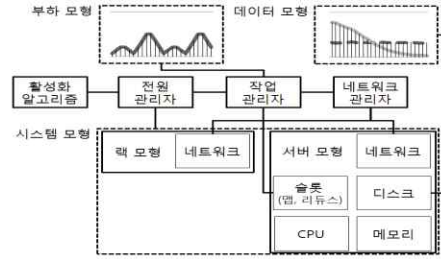 부하 모형
데이터 모형
활성화
알고리즘
전원
관리자
작업
관리자
네트워크
관리자
시스템 모형
랙 모형
네트워크
서버 모형
네트워크
슬롯
(맵, 리듀스)
디스크
CPU
메모리